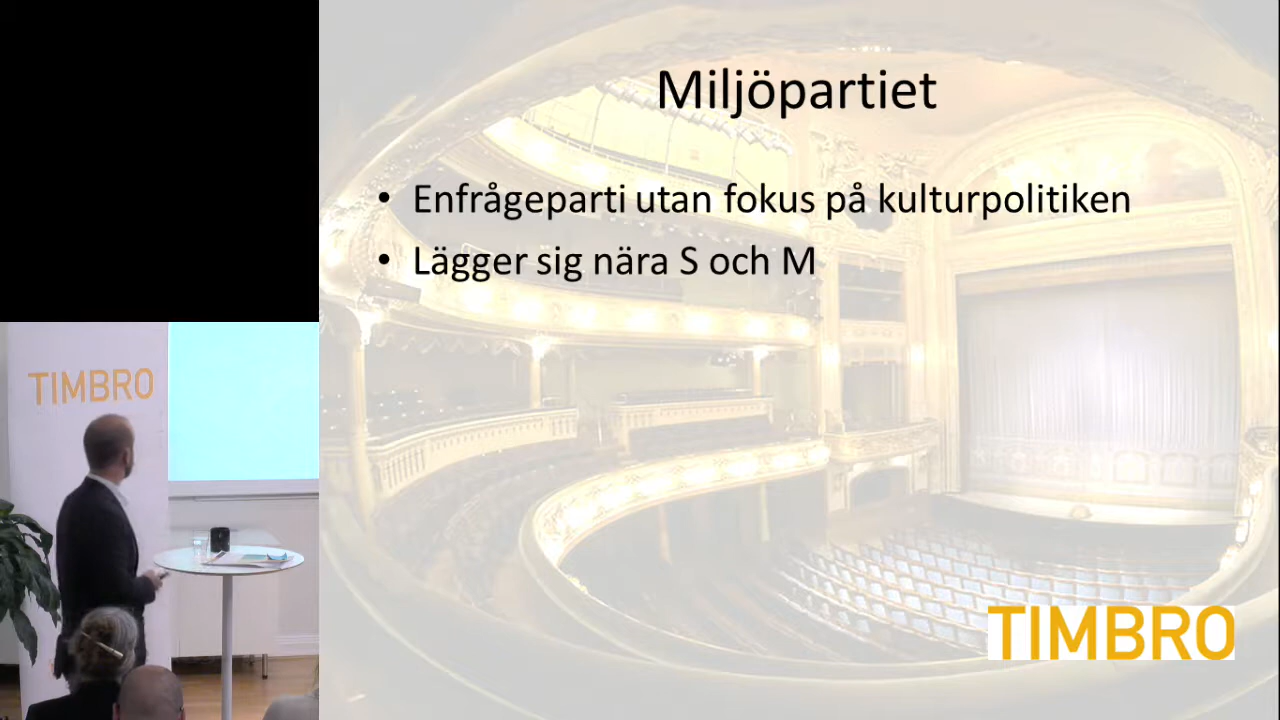 Miljöpartiet
• Enfrågeparti utan fokus på kulturpolitiken
• Lägger sig nära S och M
TIMBRO
TIMBRO